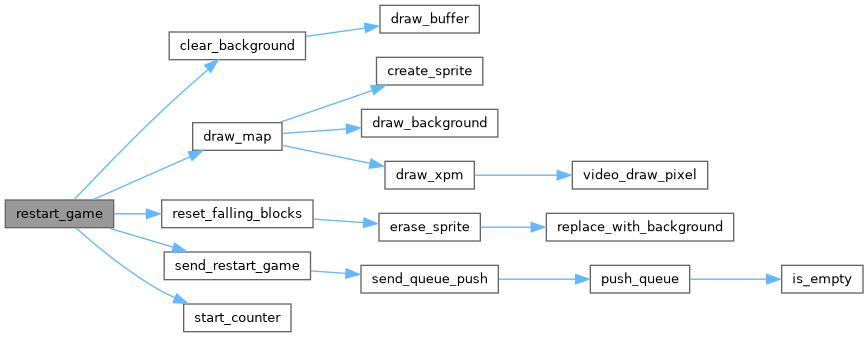 draw_buffer
clear_background
create_sprite
draw_background
draw_map
draw_xpm
video_draw_pixel
restart_game
reset_falling_blocks
erase_sprite
replace_with_background
send_restart_game
send_queue_push
push_queue
is_empty
start_counter